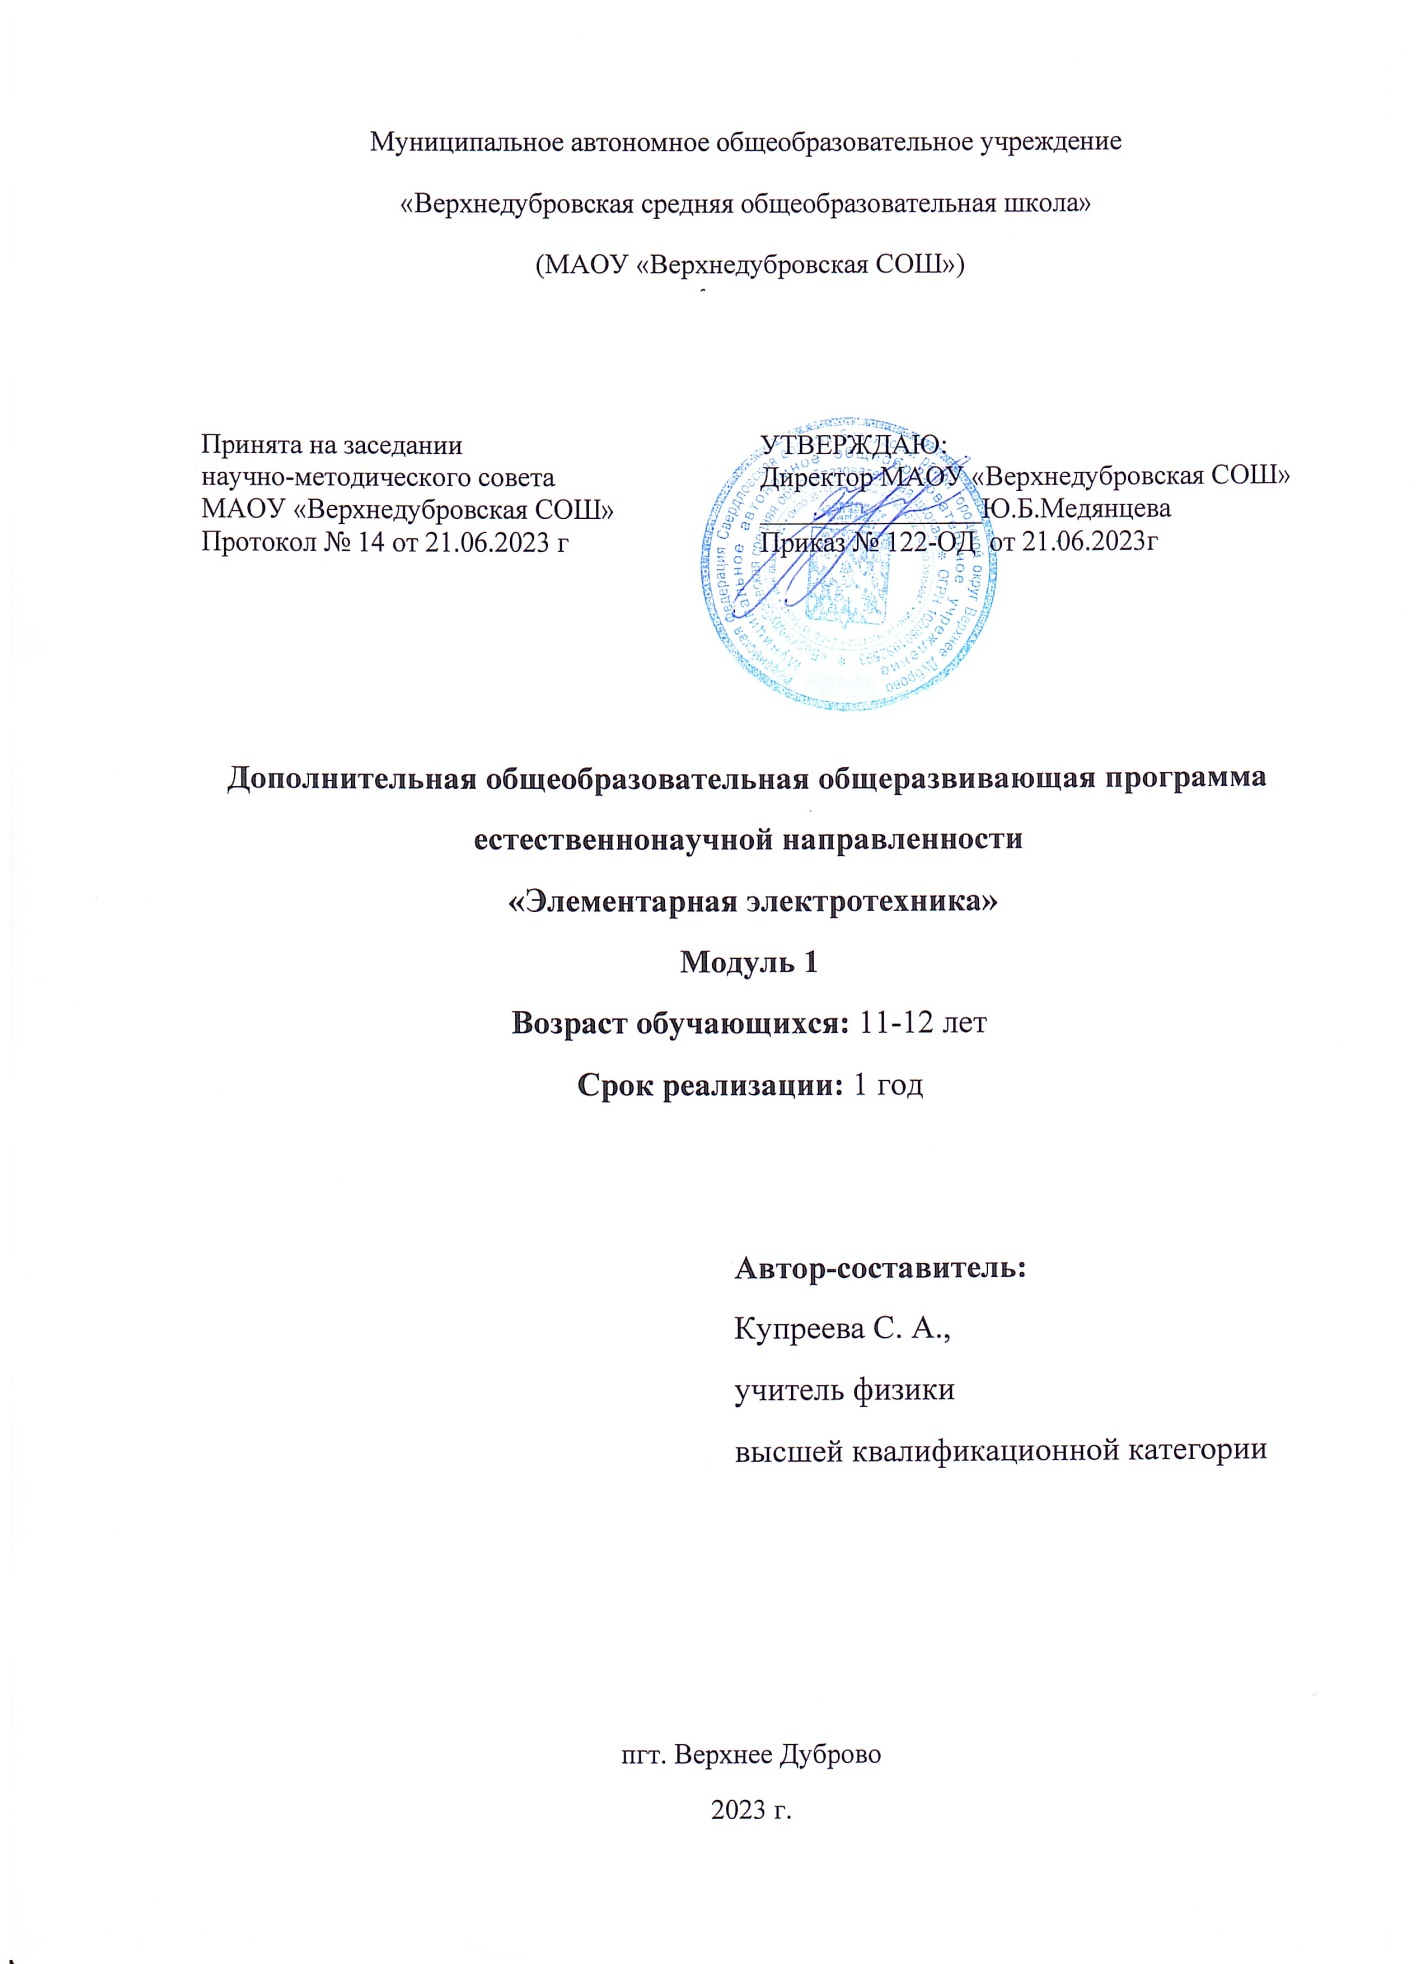 Муниципальное автономное общеобразовательное учреждение
«Верхнедубровская средняя общеобразовательная школа»
(МАОУ «Верхнедубровская СОШ»)
Принята на заседании
научно-методического совета
МАОУ «Верхнедубровская СОШ»
Протокол № 14 от 21.06.2023 г
УТВЕРЖДАЮ:
Директор МАОУ «Верхнедубровская СОШ»
Ю.Б.Медянцева
Приказ № 122-ОД от 21.06.2023г
Дополнительная общеобразовательная общеразвивающая программа
естественнонаучной направленности
«Элементарная электротехника»
Модуль 1
Возраст обучающихся: 11-12 лет
Срок реализации: 1 год
Автор-составитель:
Купреева С. А.,
учитель физики
высшей квалификационной категории
пгт. Верхнее Дуброво
2023 г.